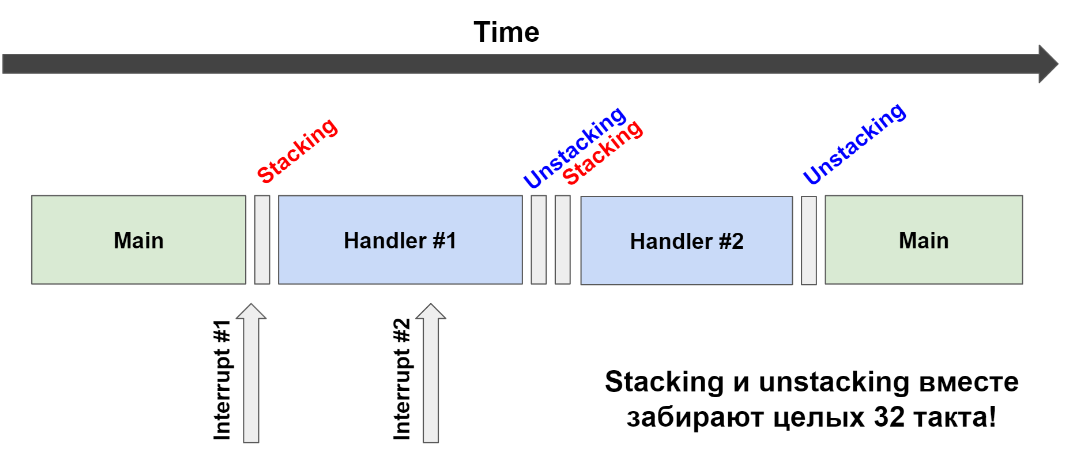 Time
Stacking
Unstacking
Stacking
Unstacking
Main
Handler #1
Handler #2
Main
Interrupt #1
Interrupt #2
Stacking и unstacking вместе
забирают целых 32 такта!